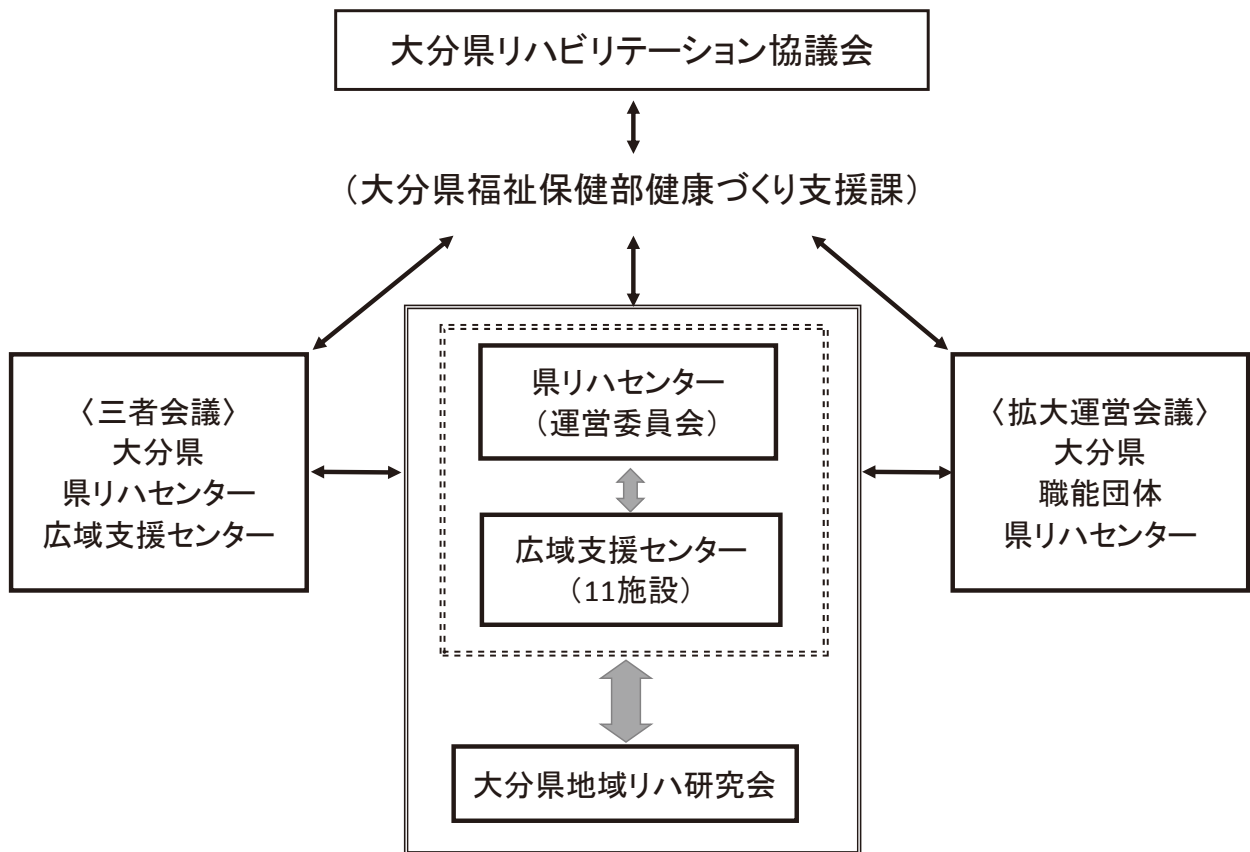 大分県リハビリテーション協議会
（大分県福祉保健部健康づくり支援課）
〈三者会議〉
大分県
県リハセンター
広域支援センター
県リハセンター
（運営委員会）
広域支援センター
（11施設）
大分県地域リハ研究会
〈拡大運営会議〉
大分県
職能団体
県リハセンター